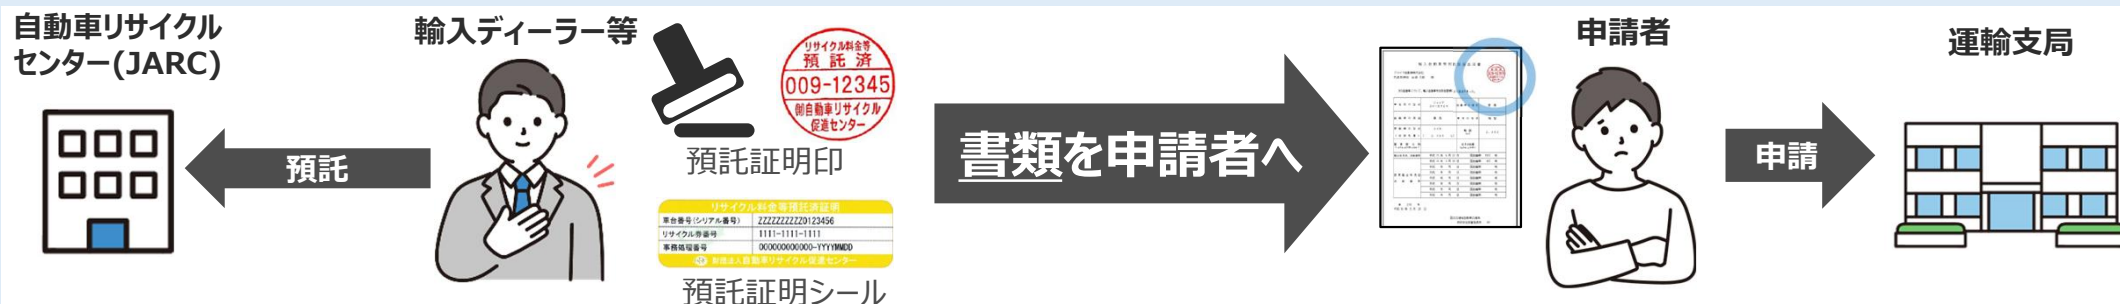 自動車リサイクル
センター(JARC)
預託
輸入ディーラー等
リサイクル料金等
預託済
009-12345
㈶自動車リサイクル
促進センター
預託証明印
リサイクル料金等預託済証明
車台番号(シリアル番号) ZZZZZZZZZZ0123456
リサイクル券番号 1111-1111-1111
事務処理番号 000000000000-YYYYMMDD
財団法人自動車リサイクル促進センター
預託証明シール
書類を申請者へ
申請者
申請
運輸支局